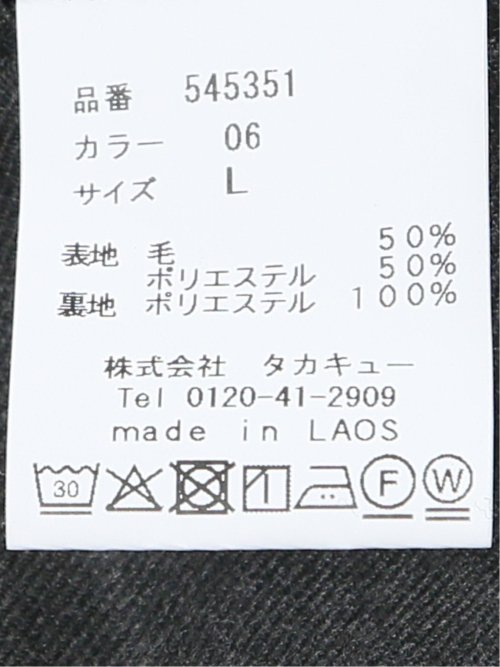 品番 545351
カラー 06
サイズ L
表地 毛 50%
ポリエステル 50%
裏地 ポリエステル 100%
株式会社 タカキュー
Tel 0120-41-2909
made in LAOS
30 F W